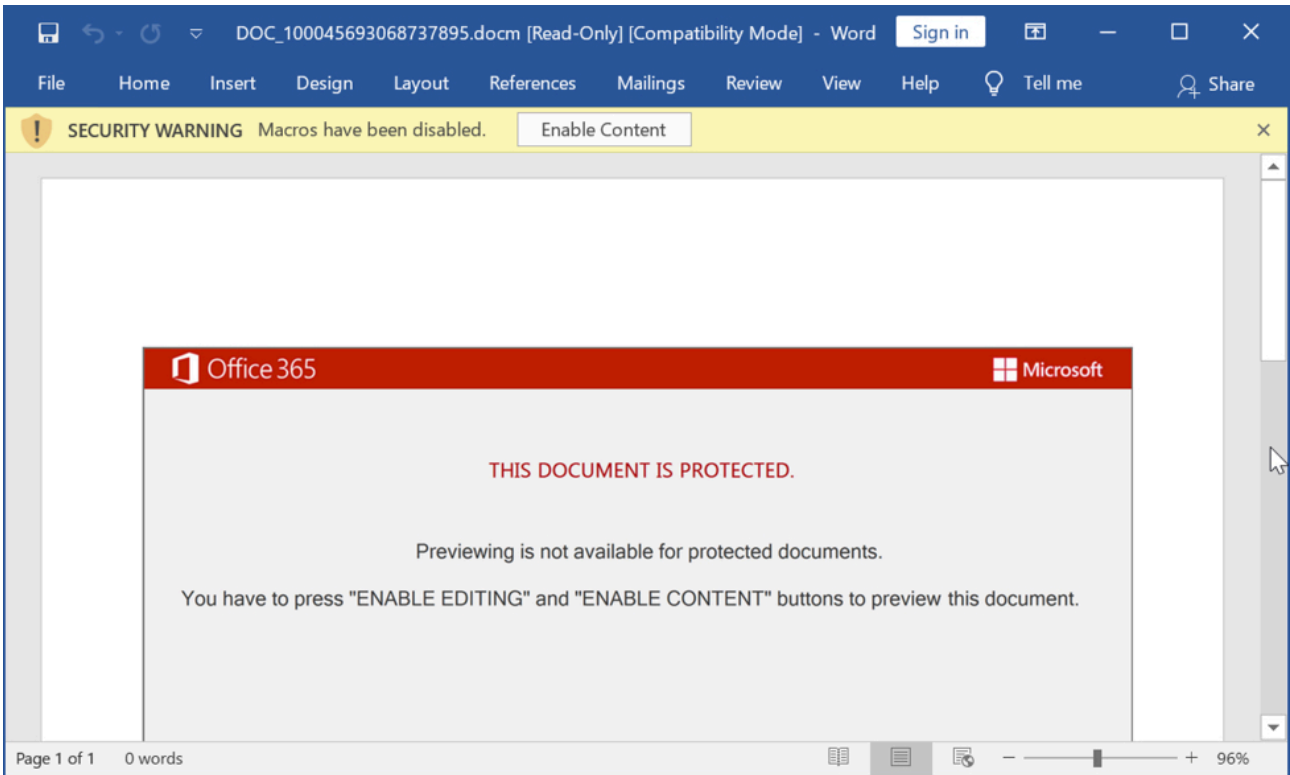 DOC_100045693068737895.docm [Read-Only] [Compatibility Mode] - Word Sign in
File Home Insert Design Layout References Mailings Review View Help Tell me Share
SECURITY WARNING Macros have been disabled. Enable Content
Office 365 Microsoft
THIS DOCUMENT IS PROTECTED.
Previewing is not available for protected documents.
You have to press "ENABLE EDITING" and "ENABLE CONTENT" buttons to preview this document.
Page 1 of 1 0 words 96%